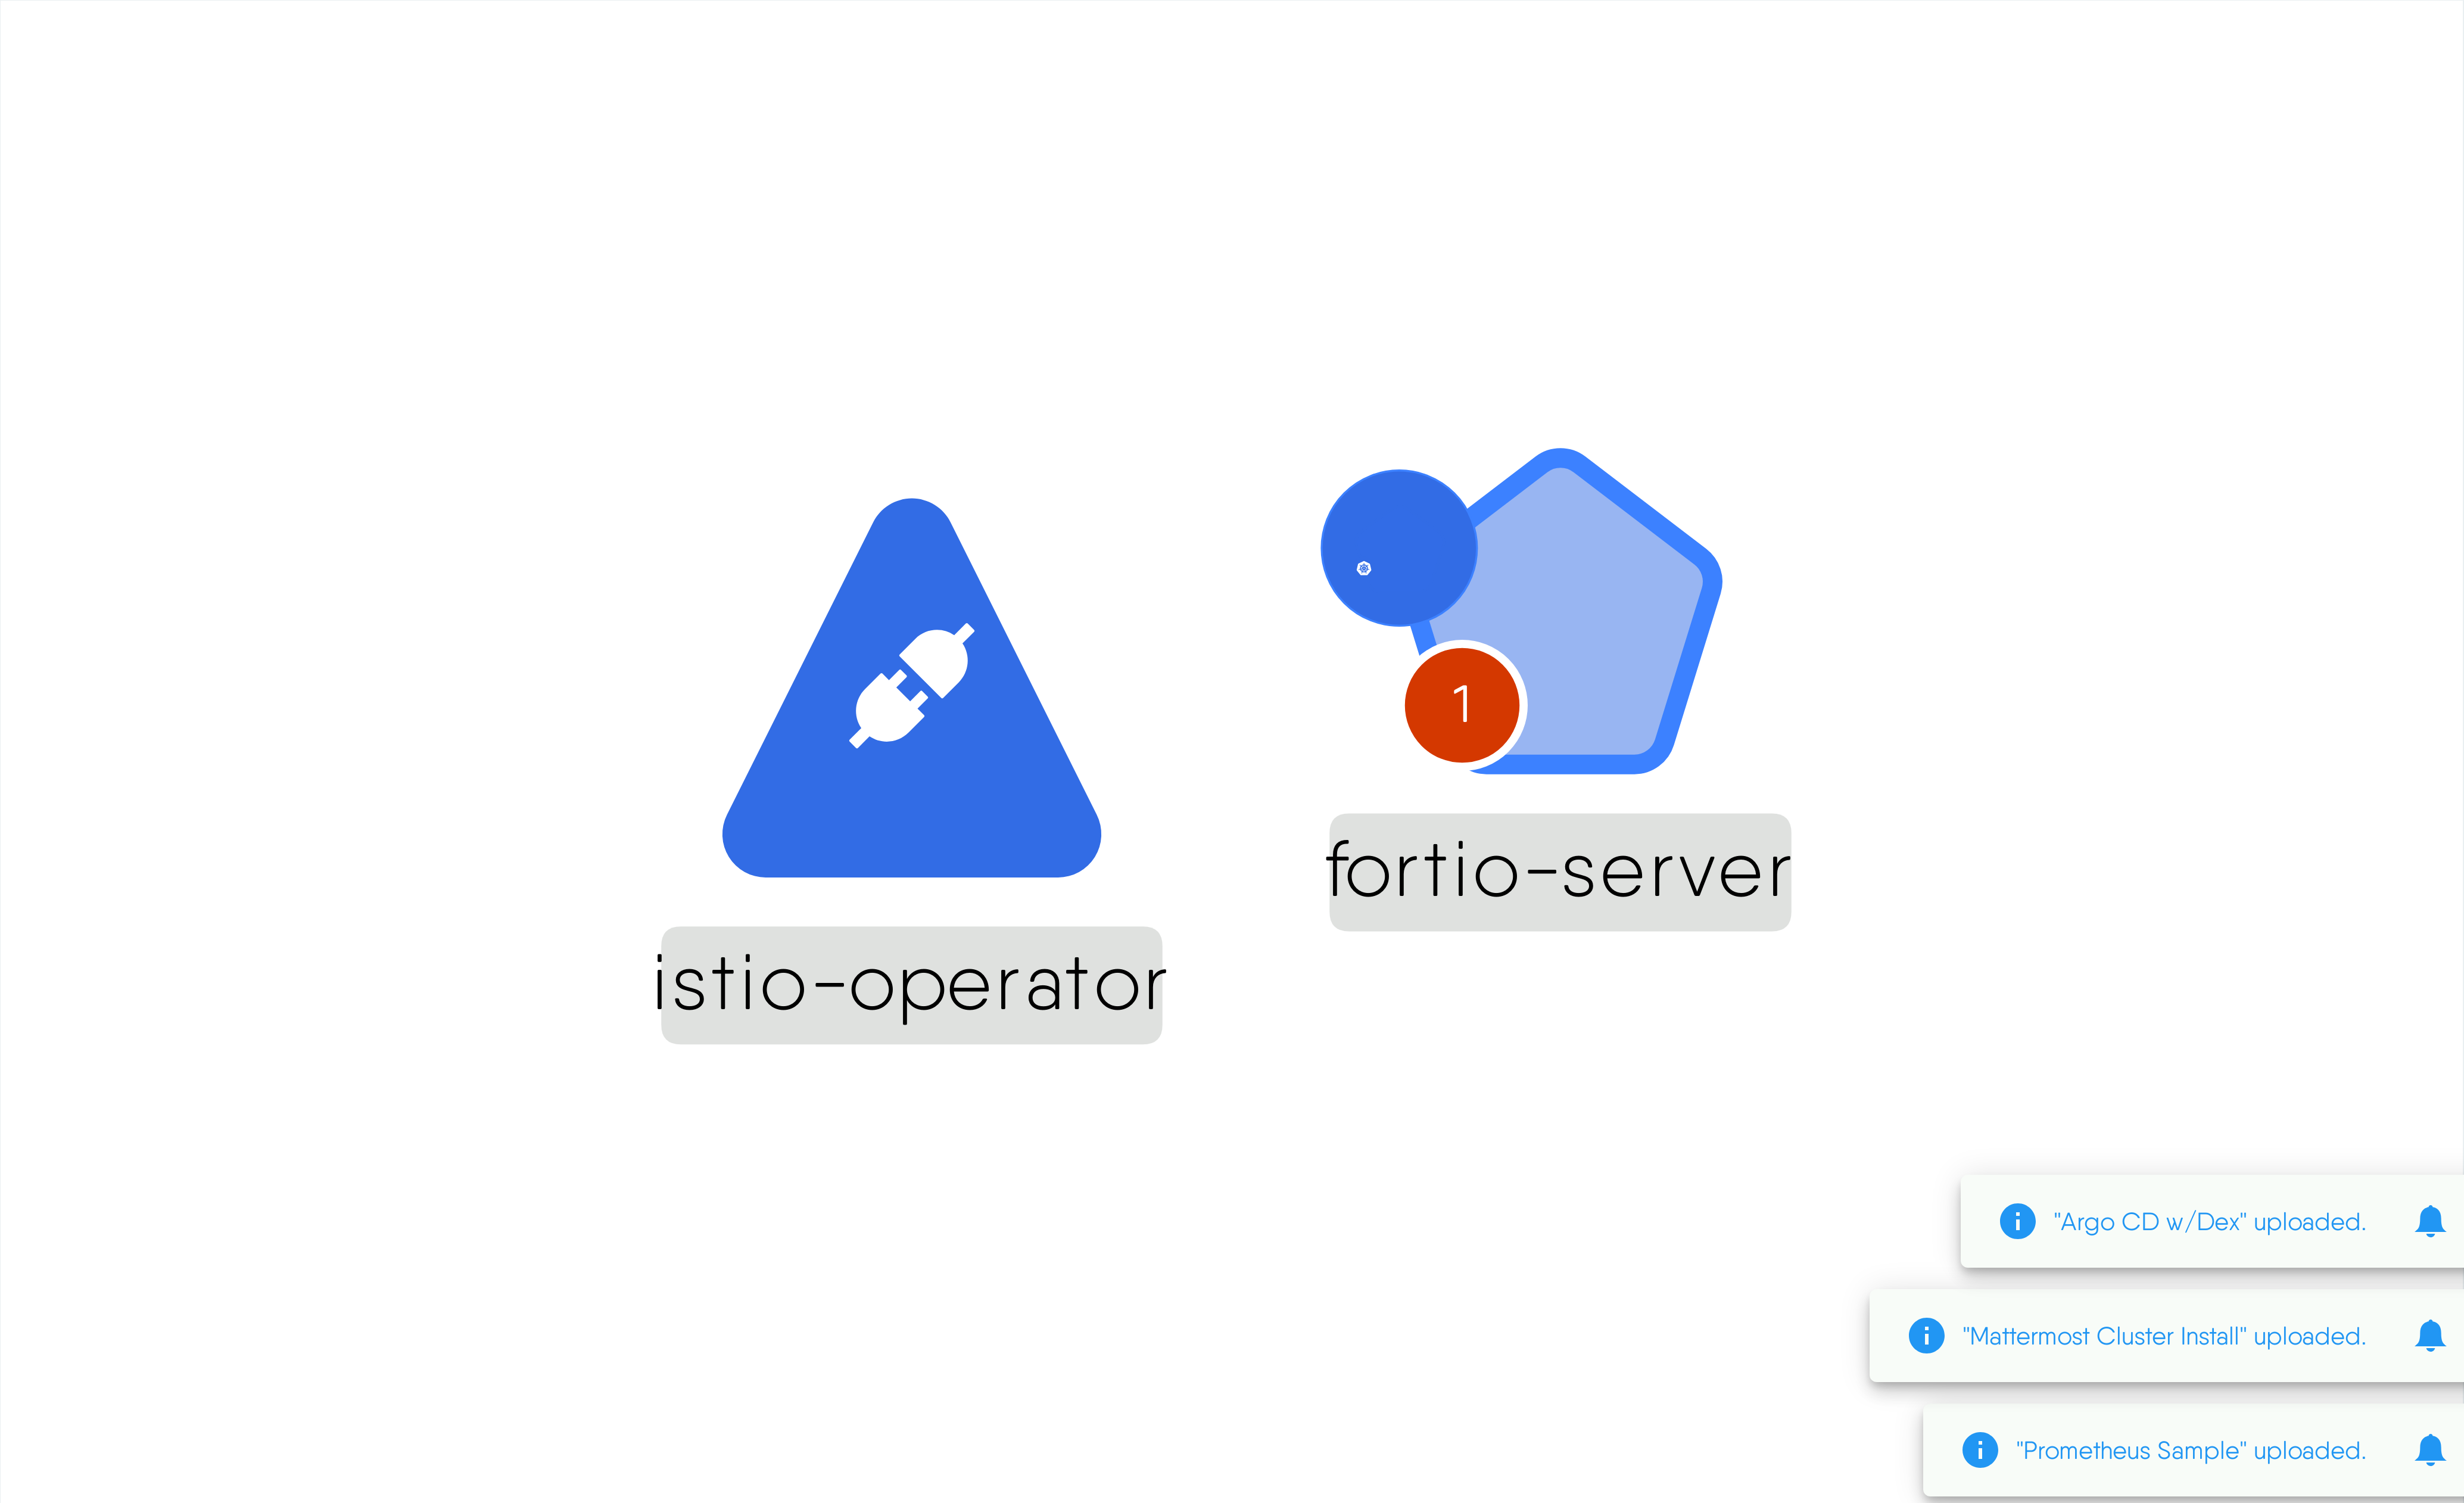 1
fortio-server
istio-operator
"Argo CD w/Dex" uploaded.
"Mattermost Cluster Install" uploaded.
"Prometheus Sample" uploaded.